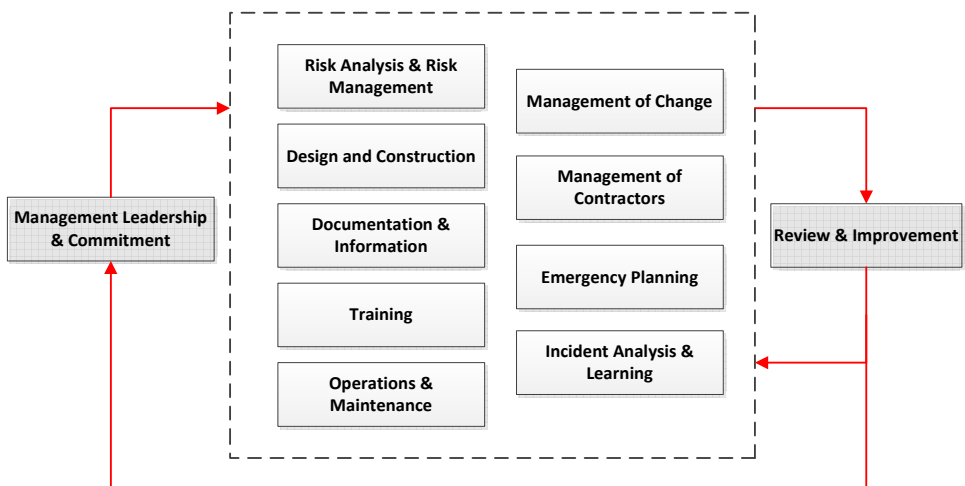 Management Leadership
& Commitment
Risk Analysis & Risk
Management
Design and Construction
Documentation &
Information
Training
Operations &
Maintenance
Management of Change
Management of
Contractors
Emergency Planning
Incident Analysis &
Learning
Review & Improvement